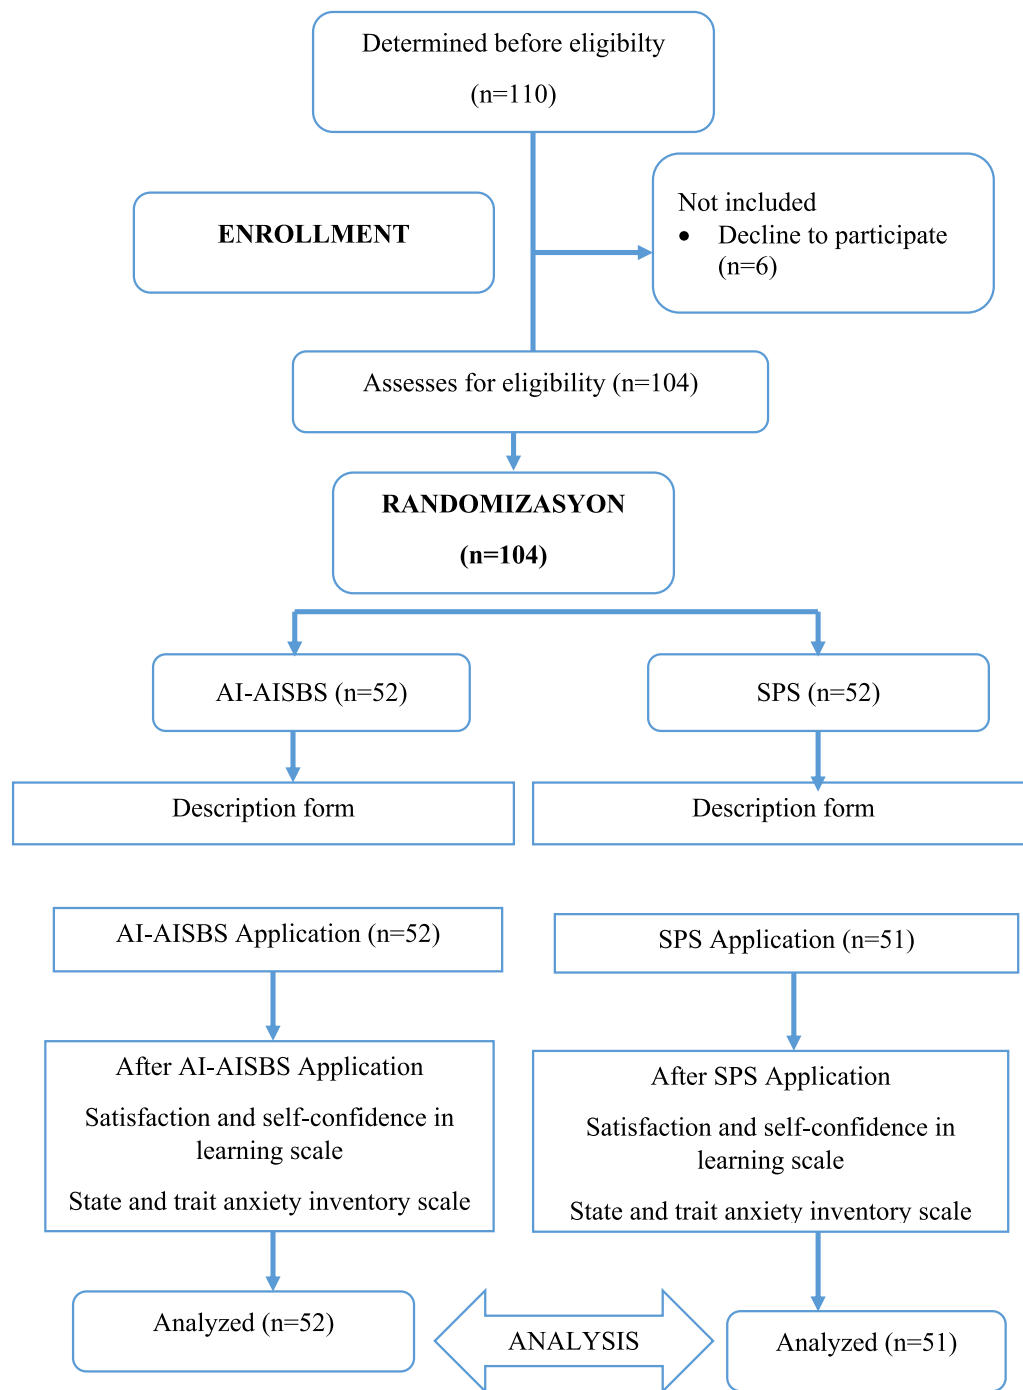 Determined before eligibilty
(n=110)
ENROLLMENT
Not included
• Decline to participate
(n=6)
Assesses for eligibility (n=104)
RANDOMIZASYON
(n=104)
AI-AISBS (n=52)
SPS (n=52)
Description form
Description form
AI-AISBS Application (n=52)
SPS Application (n=51)
After AI-AISBS Application
Satisfaction and self-confidence in
learning scale
State and trait anxiety inventory scale
After SPS Application
Satisfaction and self-confidence in
learning scale
State and trait anxiety inventory scale
Analyzed (n=52)
ANALYSIS
Analyzed (n=51)